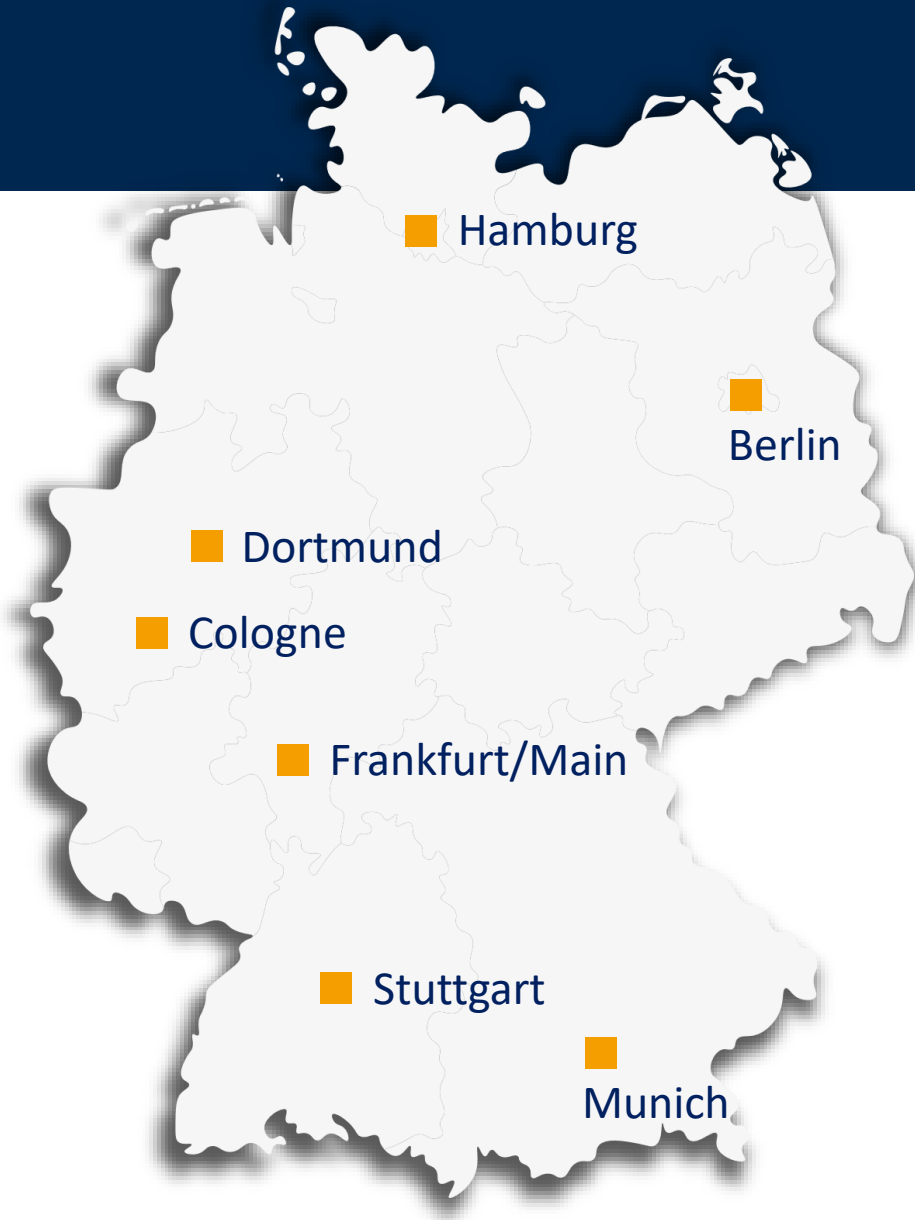 Hamburg
Berlin
Dortmund
Cologne
Frankfurt/Main
Stuttgart
Munich